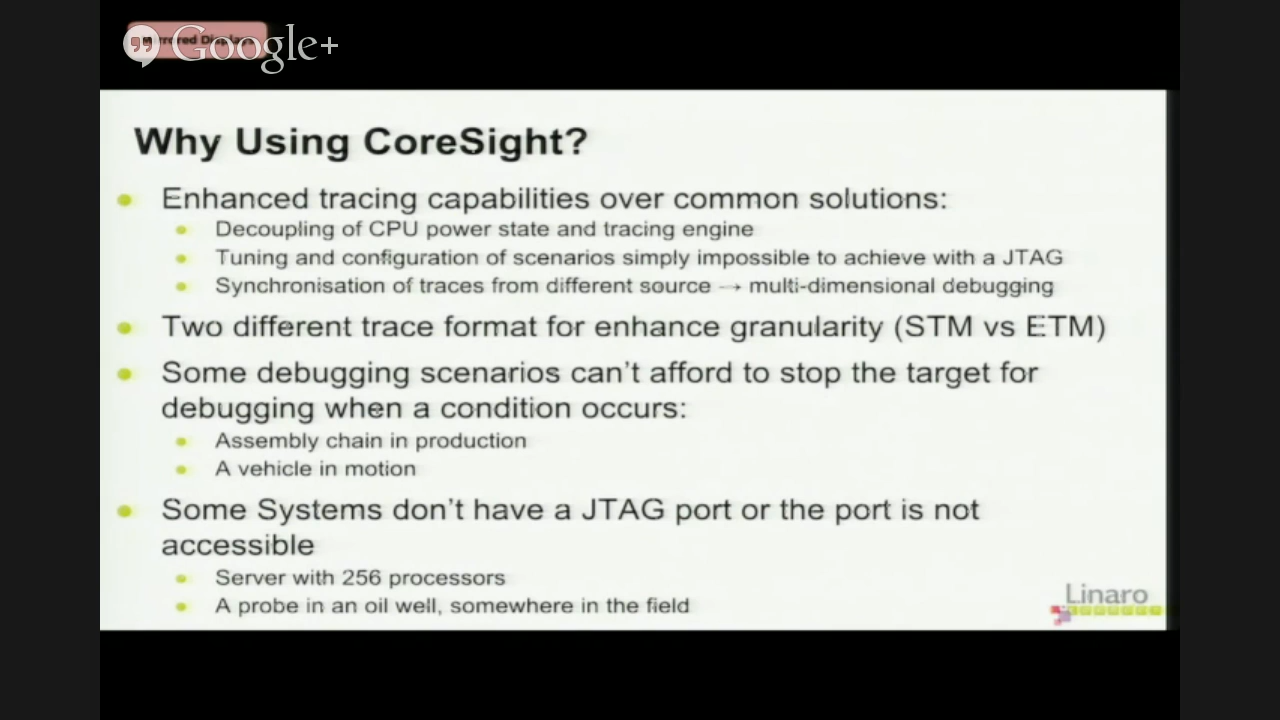 Google+
Why Using CoreSight?
Enhanced tracing capabilities over common solutions:
Decoupling of CPU power state and tracing engine
Tuning and configuration of scenarios simply impossible to achieve with a JTAG
Synchronisation of traces from different source → multi-dimensional debugging
Two different trace format for enhance granularity (STM vs ETM)
Some debugging scenarios can't afford to stop the target for
debugging when a condition occurs:
Assembly chain in production
A vehicle in motion
Some Systems don't have a JTAG port or the port is not
accessible
Server with 256 processors
A probe in an oil well, somewhere in the field
Linaro